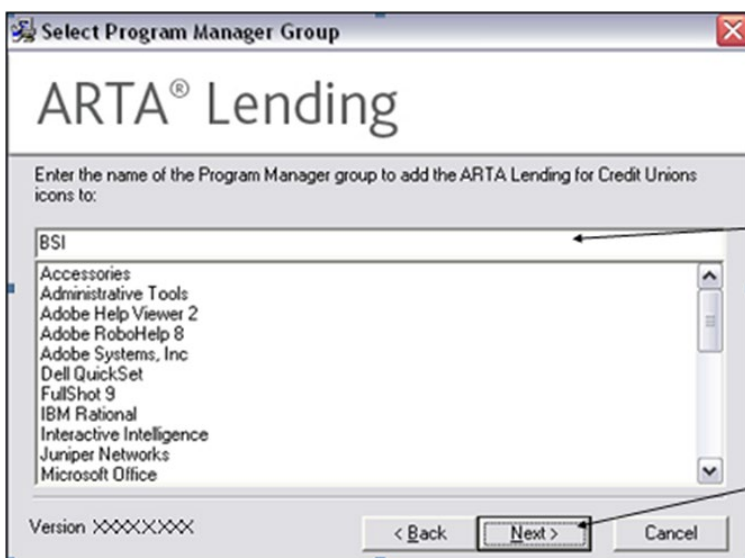 Select Program Manager Group
ARTA® Lending
Enter the name of the Program Manager group to add the ARTA Lending for Credit Unions
icons to:
BSI
Accessories
Administrative Tools
Adobe Help Viewer 2
Adobe RoboHelp 8
Adobe Systems, Inc
Dell QuickSet
FullShot 9
IBM Rational
Interactive Intelligence
Juniper Networks
Microsoft Office
Version XXXX.X.XXX
< Back Next > Cancel